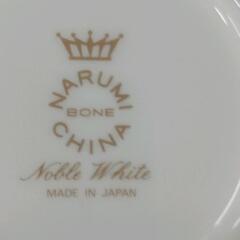 NARUMI
BONE
CHINA
Noble White
MADE IN JAPAN